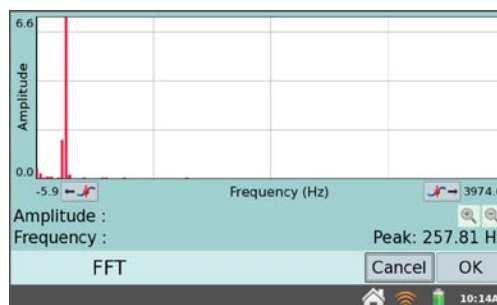 6.6
Amplitude
0.0
-5.9
Frequency (Hz)
3974.
Amplitude :
Frequency :
Peak: 257.81 H
FFT
Cancel
OK
10:14A